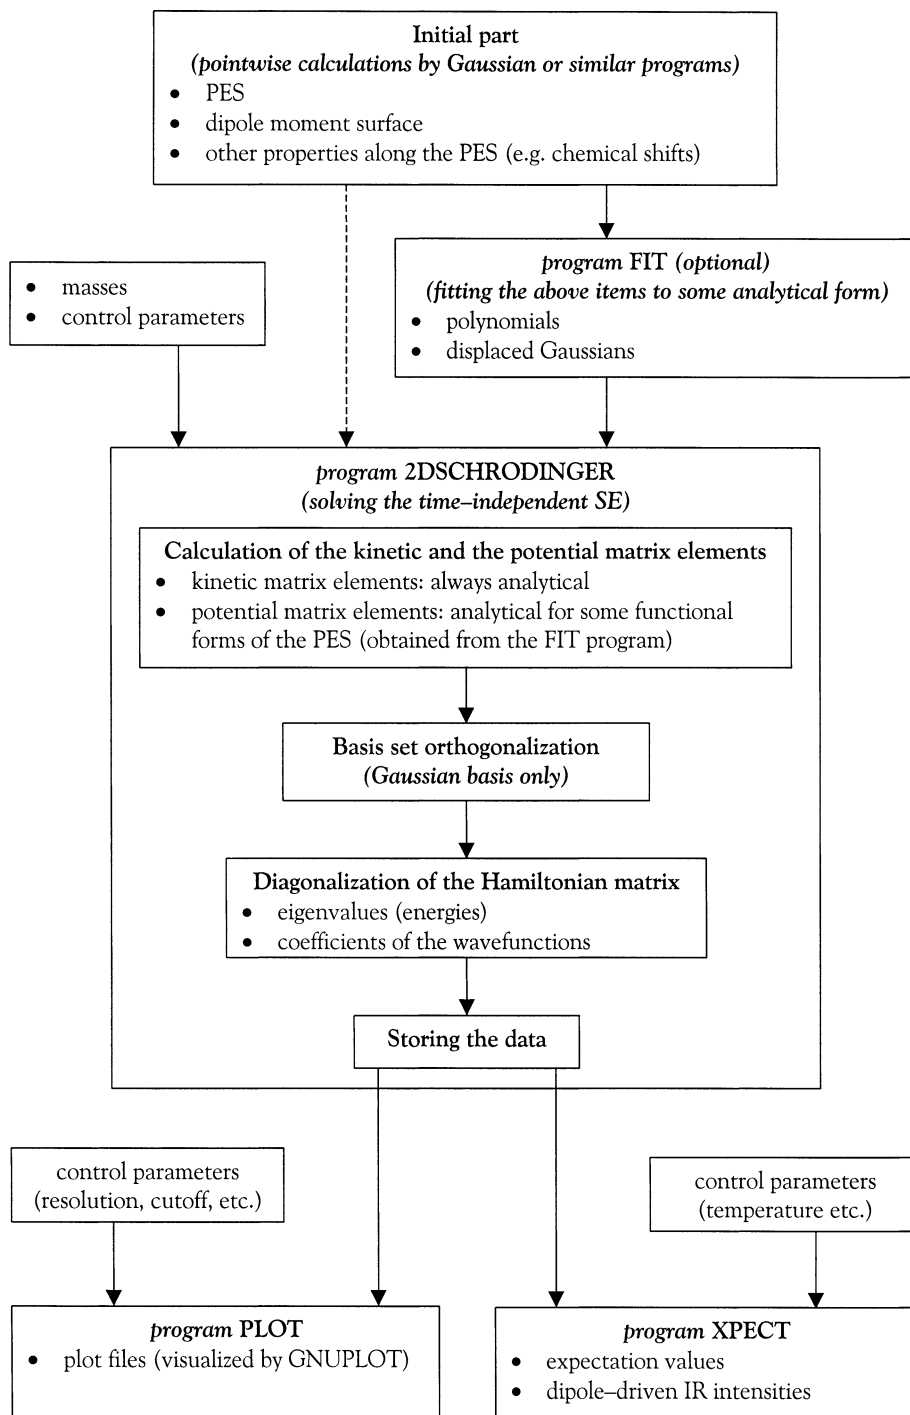 Initial part
(pointwise calculations by Gaussian or similar programs)
• PES
• dipole moment surface
• other properties along the PES (e.g. chemical shifts)
program FIT (optional)
(fitting the above items to some analytical form)
• polynomials
• displaced Gaussians
• masses
• control parameters
program 2DSCHRODINGER
(solving the time–independent SE)
Calculation of the kinetic and the potential matrix elements
• kinetic matrix elements: always analytical
• potential matrix elements: analytical for some functional
forms of the PES (obtained from the FIT program)
Basis set orthogonalization
(Gaussian basis only)
Diagonalization of the Hamiltonian matrix
• eigenvalues (energies)
• coefficients of the wavefunctions
Storing the data
control parameters
(resolution, cutoff, etc.)
control parameters
(temperature etc.)
program PLOT
• plot files (visualized by GNUPLOT)
program XPECT
• expectation values
• dipole–driven IR intensities